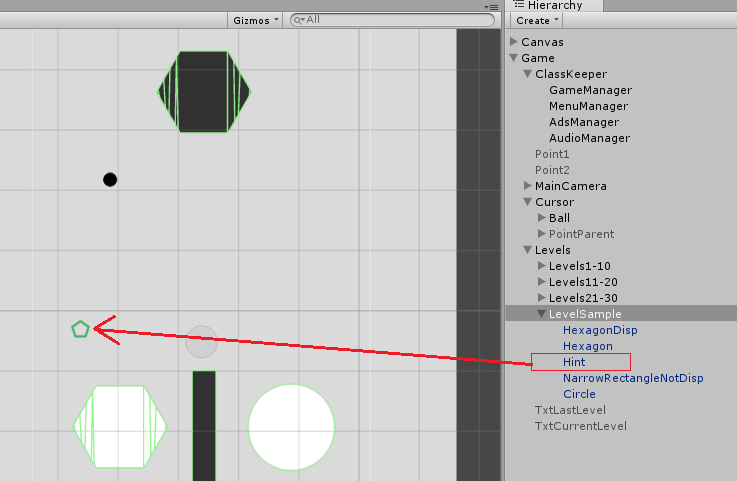 Hierarchy
Gizmos
All
Create
Canvas
Game
ClassKeeper
GameManager
MenuManager
AdsManager
AudioManager
Point1
Point2
MainCamera
Cursor
Ball
PointParent
Levels
Levels1-10
Levels11-20
Levels21-30
LevelSample
HexagonDisp
Hexagon
Hint
NarrowRectangleNotDisp
Circle
TxtLastLevel
TxtCurrentLevel